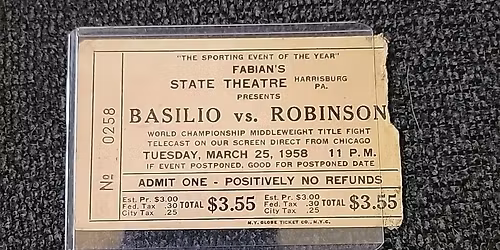 "THE SPORTING EVENT OF THE YEAR"
FABIAN'S
STATE THEATRE HARRISBURG PA.
PRESENTS
BASILIO vs. ROBINSON
WORLD CHAMPIONSHIP MIDDLEWEIGHT TITLE FIGHT
TELECAST ON OUR SCREEN DIRECT FROM CHICAGO
TUESDAY, MARCH 25, 1958 11 P.M.
IF EVENT POSTPONED, GOOD FOR POSTPONED DATE
ADMIT ONE - POSITIVELY NO REFUNDS
Est. Pr. $3.00
Fed. Tax .30 TOTAL $3.55
City Tax .25
Est. Pr. $3.00
Fed. Tax .30 TOTAL $3.55
City Tax .25
N.Y. GLOBE TICKET CO., N.Y.C.
No 0258